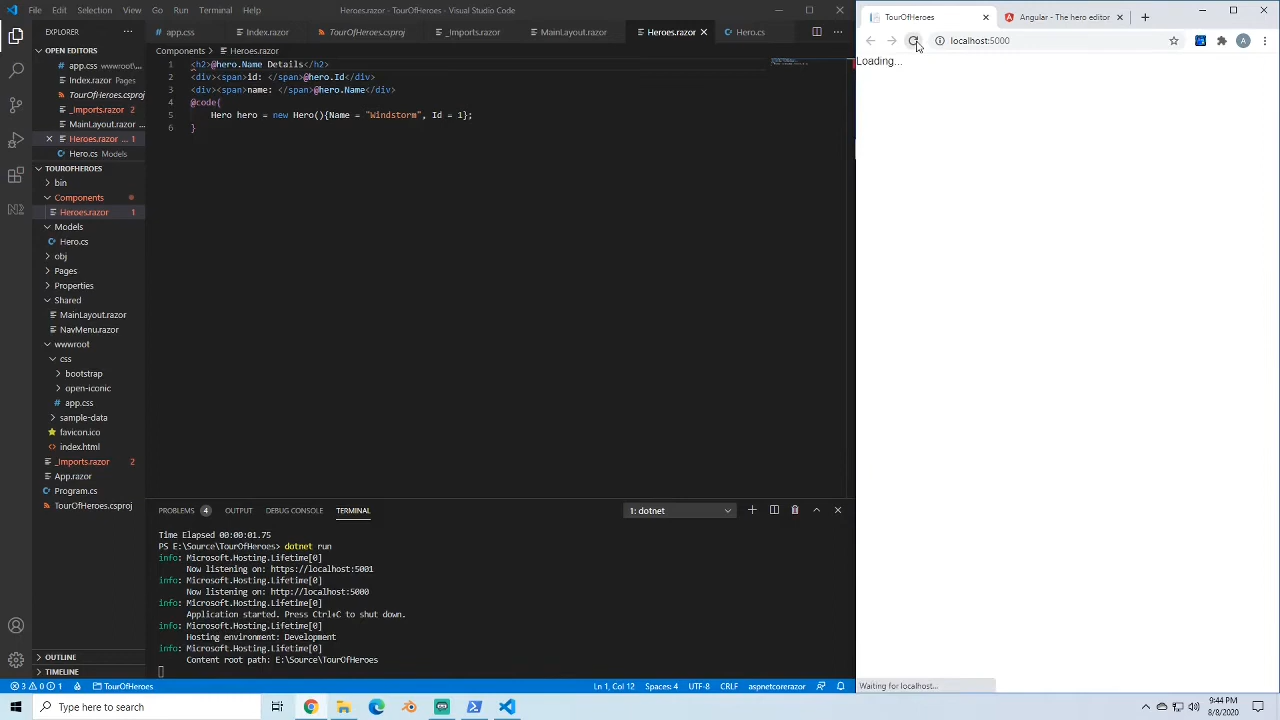 File Edit Selection View Go Run Terminal Help
Heroes.razor - TourOfHeroes - Visual Studio Code
EXPLORER
OPEN EDITORS
app.css wwwroot\...
Index.razor Pages
TourOfHeroes.csproj
_Imports.razor 2
MainLayout.razor ...
Heroes.razor ... 1
Hero.cs Models
TOUROFHEROES
bin
Components
Heroes.razor 1
Models
Hero.cs
obj
Pages
Properties
Shared
MainLayout.razor
NavMenu.razor
wwwroot
css
bootstrap
open-iconic
app.css
sample-data
favicon.ico
index.html
_Imports.razor 2
App.razor
Program.cs
TourOfHeroes.csproj
OUTLINE
TIMELINE
app.css Index.razor TourOfHeroes.csproj _Imports.razor MainLayout.razor Heroes.razor Hero.cs
Components > Heroes.razor
1 <h2>@hero.Name Details</h2>
2 <div><span>id: </span>@hero.Id</div>
3 <div><span>name: </span>@hero.Name</div>
4 @code{
5 Hero hero = new Hero(){Name = "Windstorm", Id = 1};
6 }
PROBLEMS 4 OUTPUT DEBUG CONSOLE TERMINAL 1: dotnet
Time Elapsed 00:00:01.75
PS E:\Source\TourOfHeroes> dotnet run
info: Microsoft.Hosting.Lifetime[0]
Now listening on: https://localhost:5001
info: Microsoft.Hosting.Lifetime[0]
Now listening on: http://localhost:5000
info: Microsoft.Hosting.Lifetime[0]
Application started. Press Ctrl+C to shut down.
info: Microsoft.Hosting.Lifetime[0]
Hosting environment: Development
info: Microsoft.Hosting.Lifetime[0]
Content root path: E:\Source\TourOfHeroes
3 0 1 TourOfHeroes Ln 1, Col 12 Spaces: 4 UTF-8 CRLF aspnetcorerazor
TourOfHeroes Angular - The hero editor
localhost:5000
A
Loading...
Waiting for localhost...
Type here to search
9:44 PM
8/8/2020